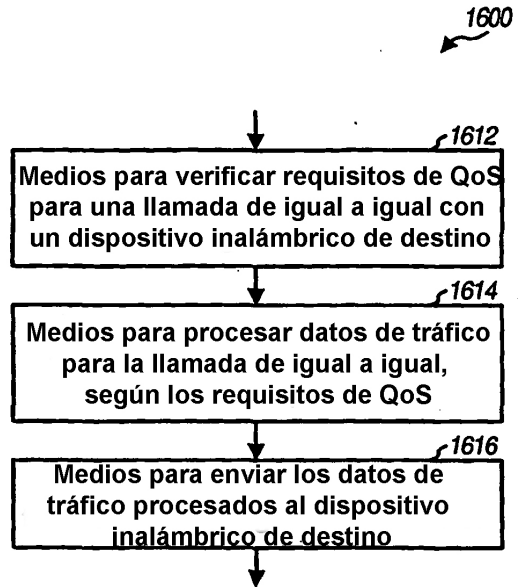 1600
1612
Medios para verificar requisitos de QoS
para una llamada de igual a igual con
un dispositivo inalámbrico de destino
1614
Medios para procesar datos de tráfico
para la llamada de igual a igual,
según los requisitos de QoS
1616
Medios para enviar los datos de
tráfico procesados al dispositivo
inalámbrico de destino